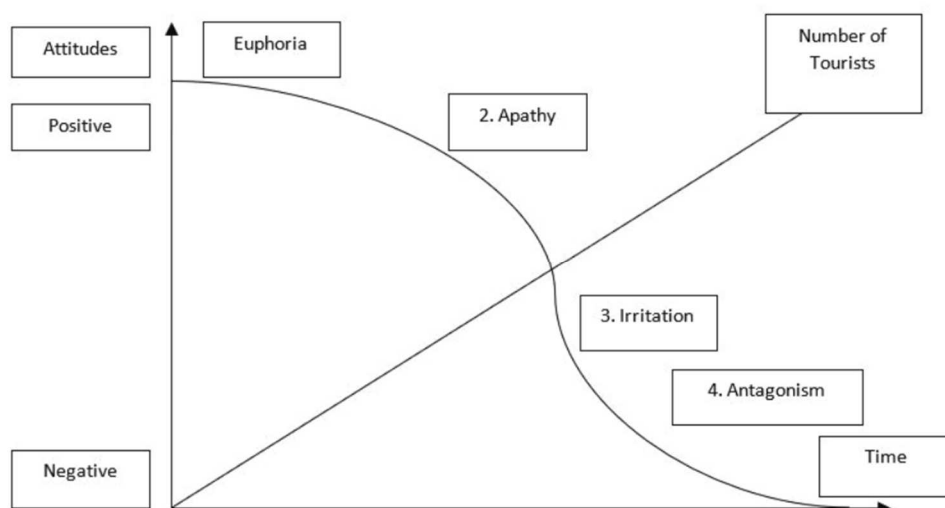 Attitudes
Euphoria
Number of
Tourists
Positive
2. Apathy
3. Irritation
4. Antagonism
Negative
Time